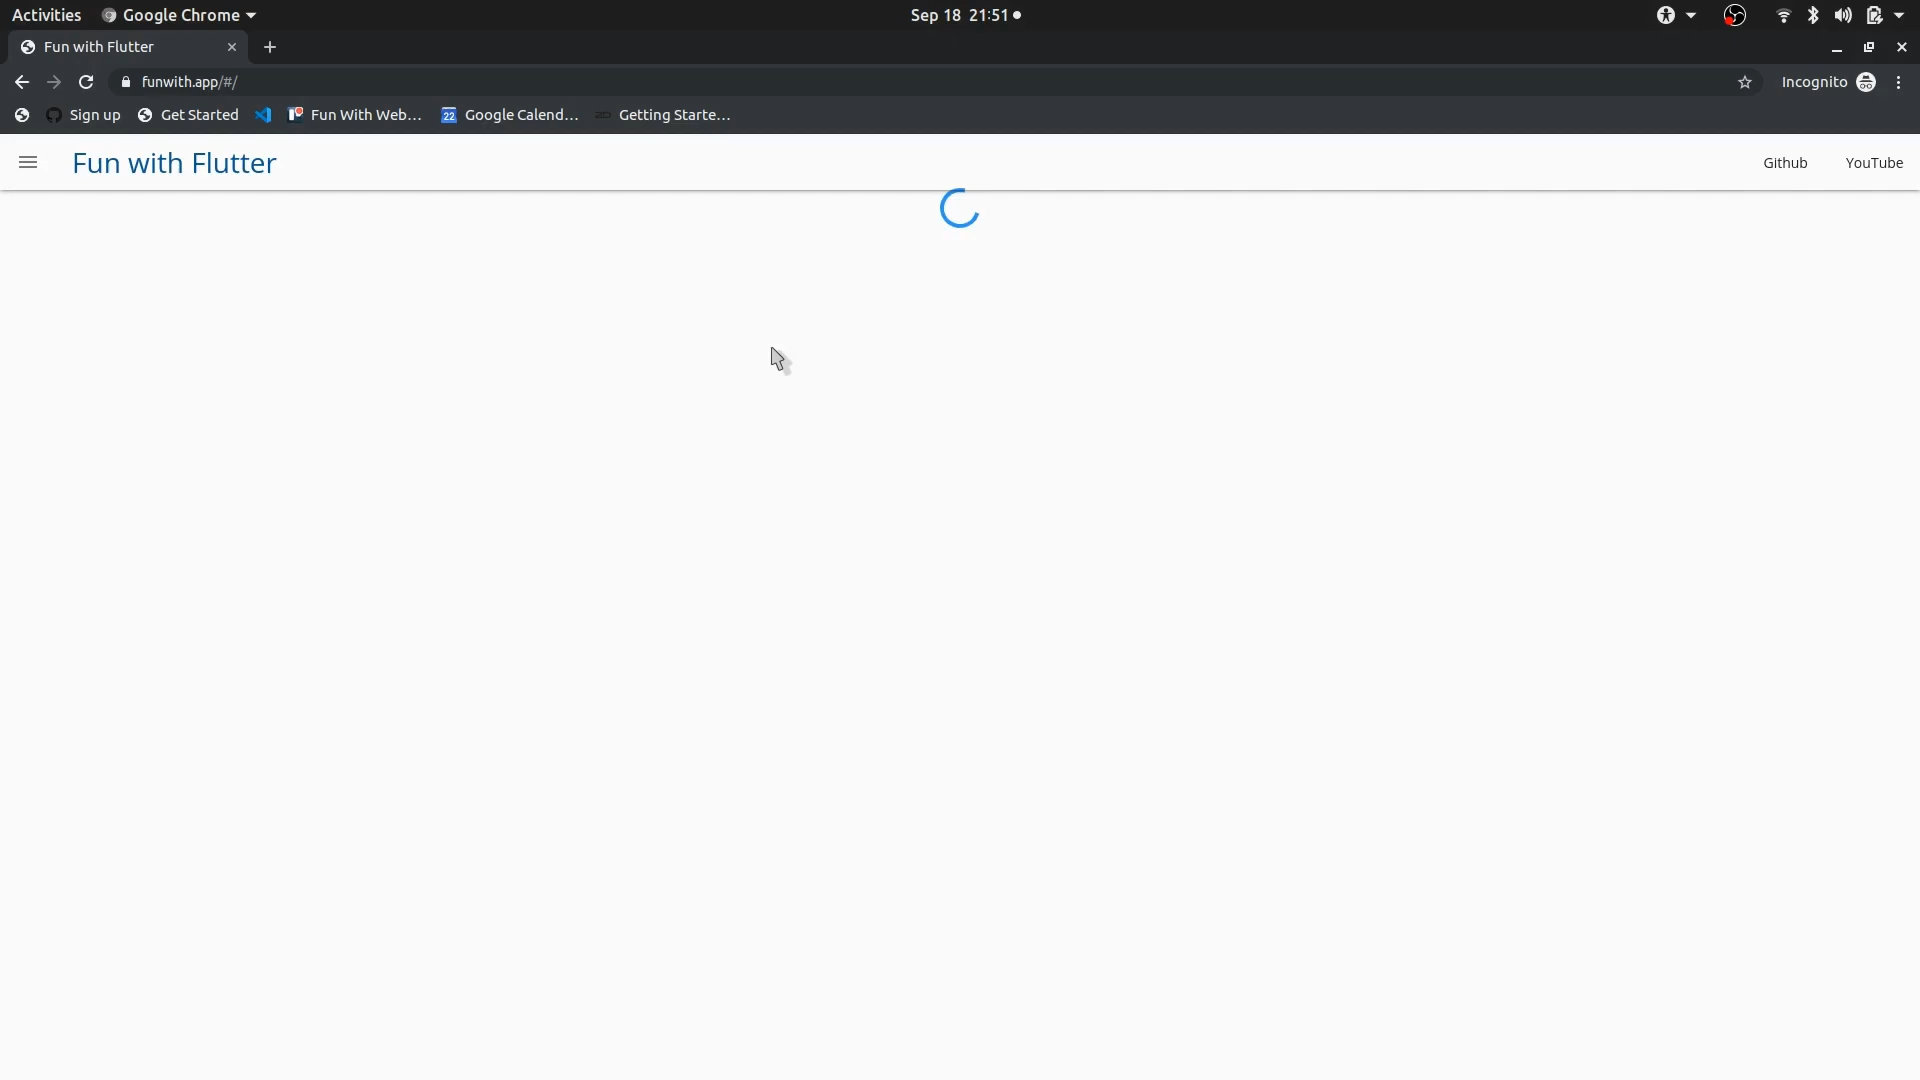 Activities Google Chrome Sep 18 21:51
Fun with Flutter
funwith.app/#/ Incognito
Sign up Get Started Fun With Web... 22 Google Calend... Getting Starte...
Fun with Flutter Github YouTube